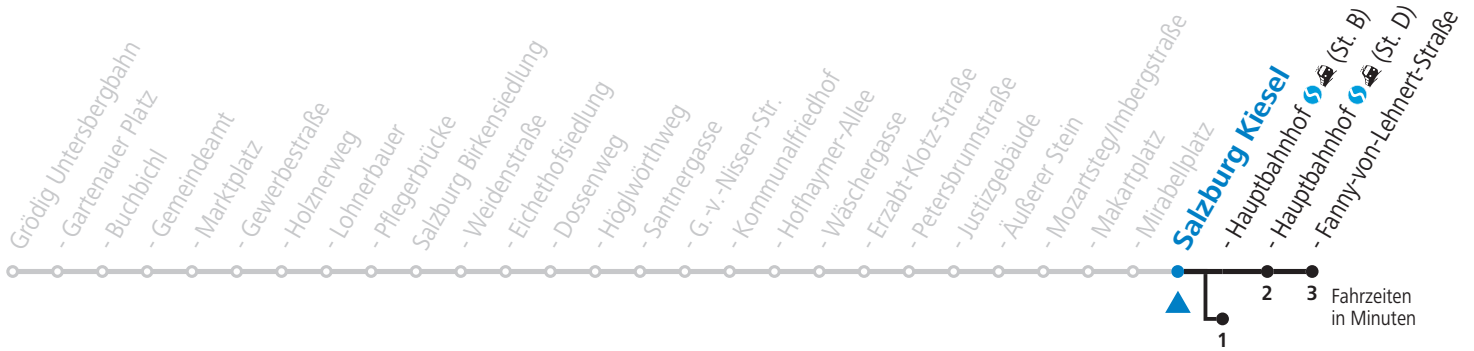 Grödig Untersbergbahn
- Gartenauer Platz
- Buchbichl
- Gemeindeamt
- Marktplatz
- Gewerbestraße
- Holznerweg
- Lohnerbauer
- Pflegerbrücke
Salzburg Birkensiedlung
- Weidenstraße
- Eichethofsiedlung
- Dossenweg
- Höglwörthweg
- Santnergasse
- G.-v.-Nissen-Str.
- Kommunalfriedhof
- Hofhaymer-Allee
- Wäschergasse
- Erzabt-Klotz-Straße
- Petersbrunnstraße
- Justizgebäude
- Äußerer Stein
- Mozartsteg/Imbergstraße
- Makartplatz
- Mirabellplatz
Salzburg Kiesel
- Hauptbahnhof (St. B)
- Hauptbahnhof (St. D)
- Fanny-von-Lehnert-Straße
2 3 Fahrzeiten
in Minuten
1